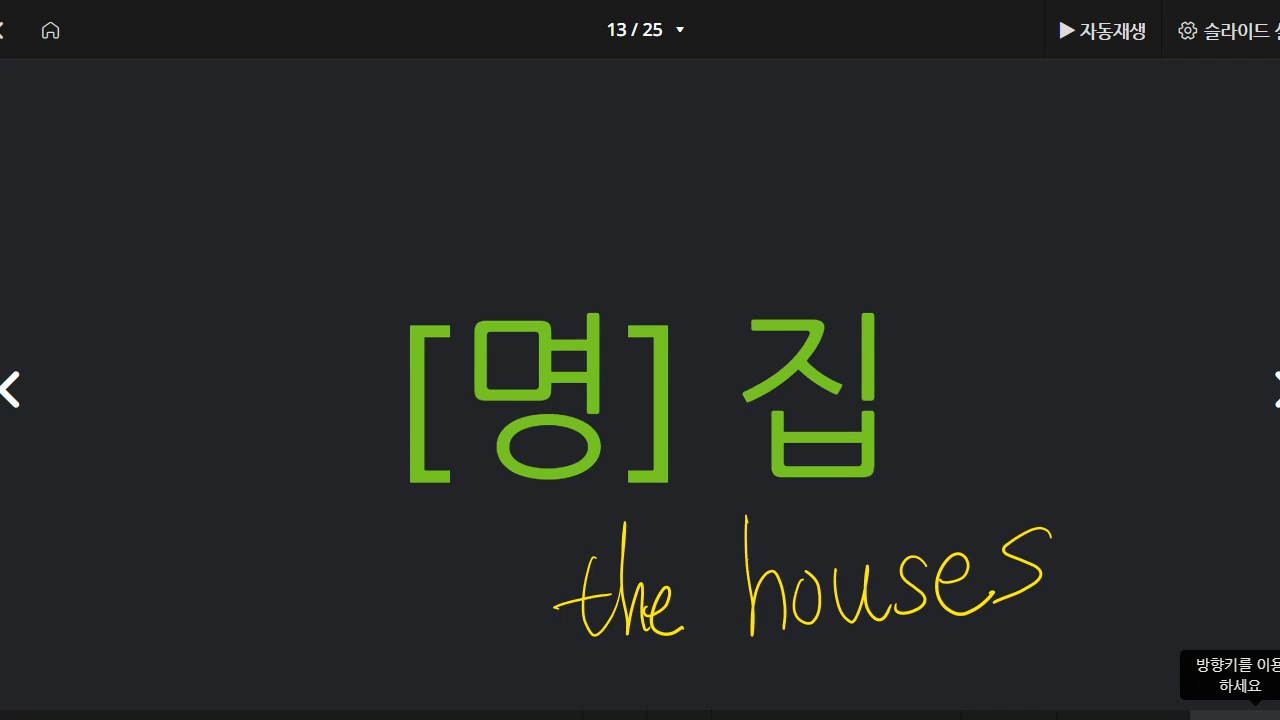 13 / 25
▶ 자동재생
슬라이드
[명] 집
the houses
방향키를 이용
하세요